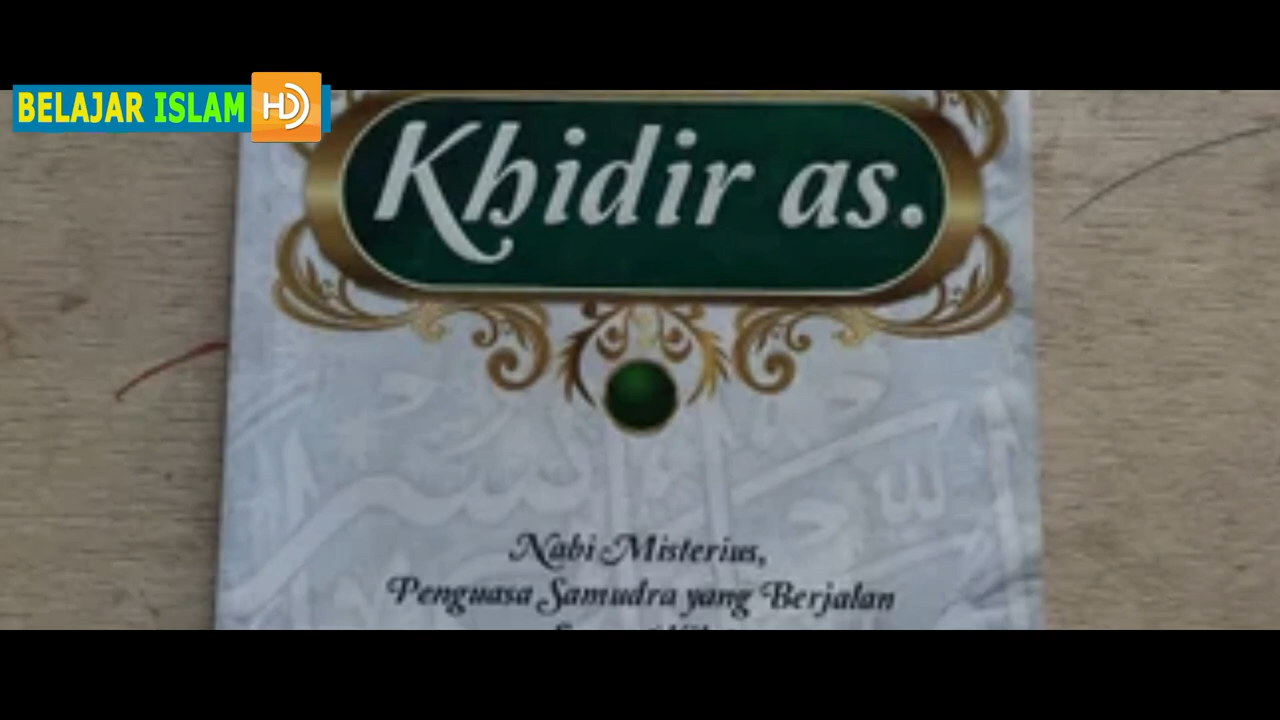 BELAJAR ISLAM HD
Khidir as.
Nabi Misterius,
Penguasa Samudra yang Berjalan